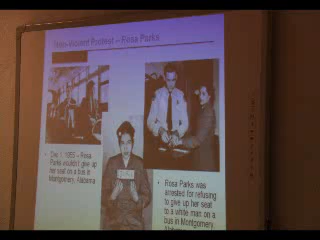 Non-Violent Protest – Rosa Parks
• Dec 1 1955 – Rosa
Parks wouldn't give up
her seat on a bus in
Montgomery, Alabama
• Rosa Parks was
arrested for refusing
to give up her seat
to a white man on a
bus in Montgomery,
Alabama
7053